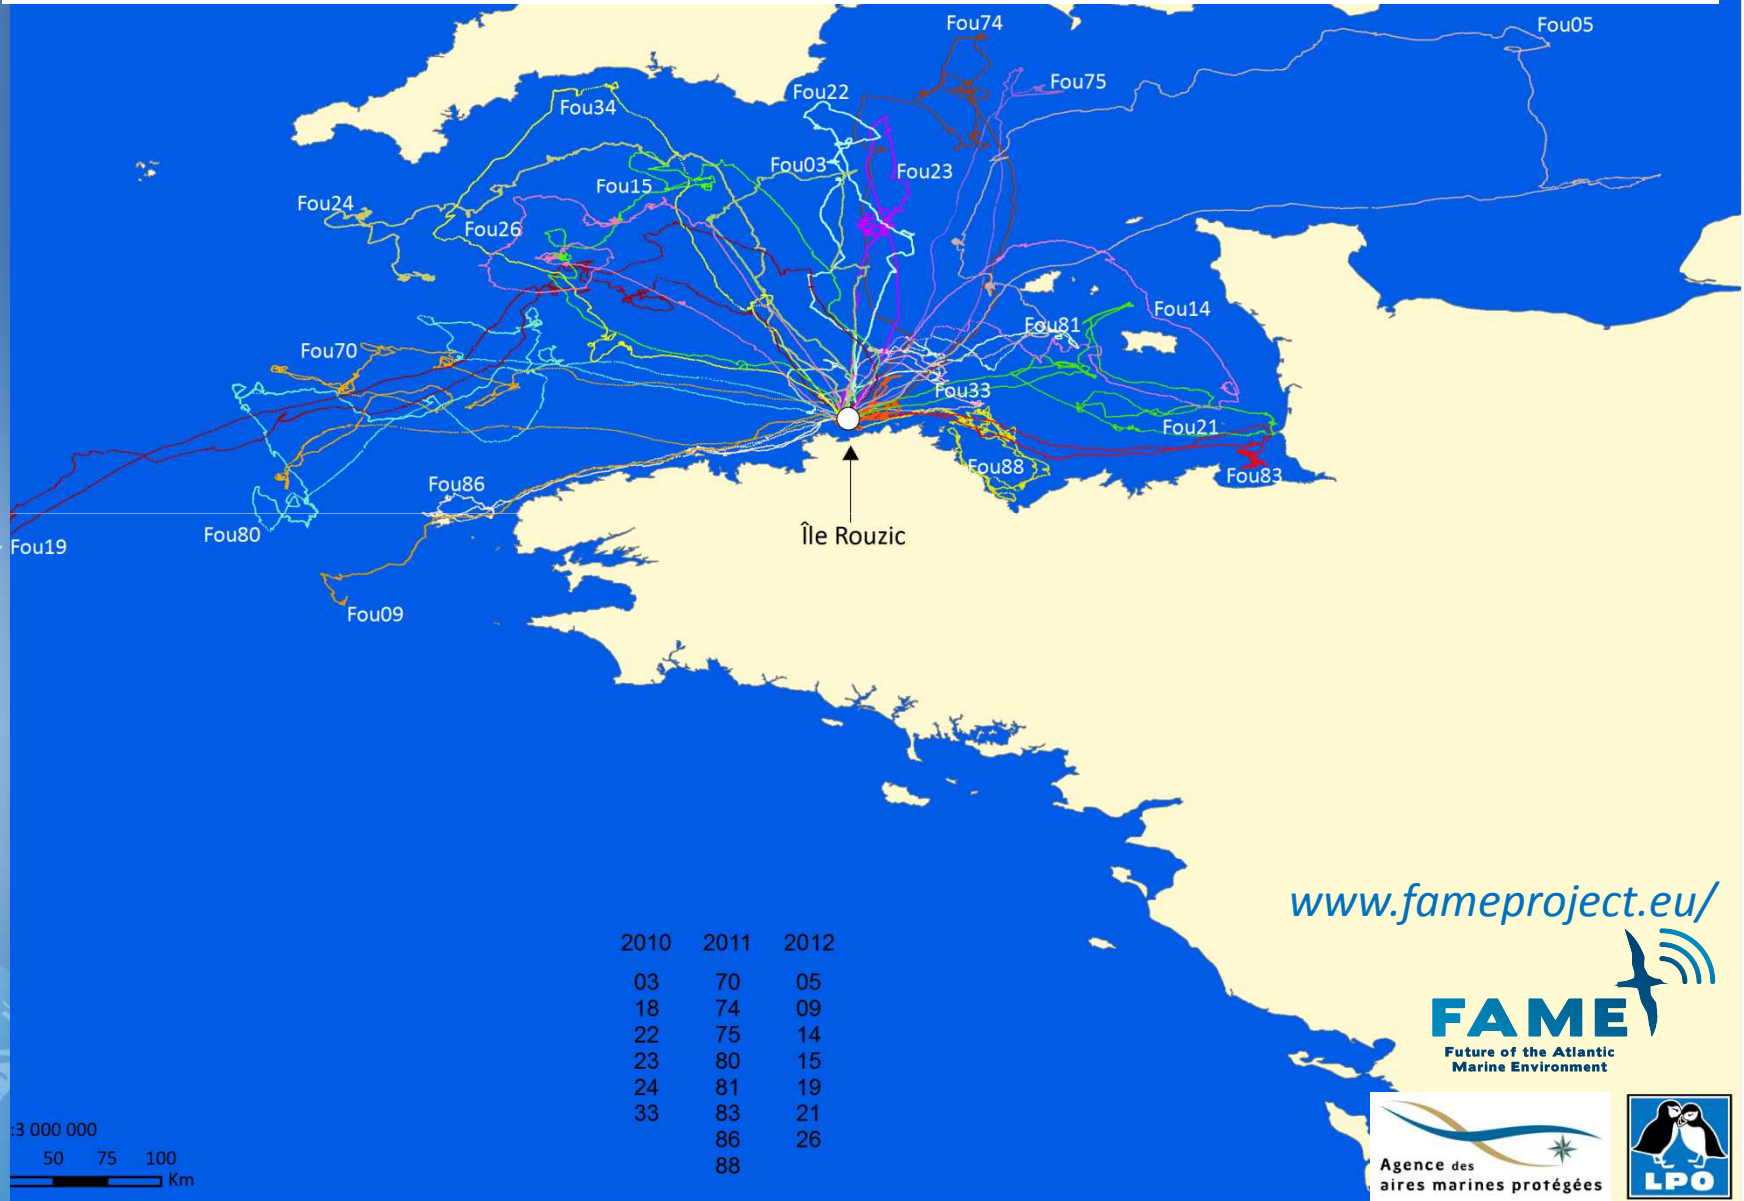 Fou74
Fou05
Fou75
Fou22
Fou34
Fou03
Fou23
Fou15
Fou24
Fou26
Fou14
Fou81
Fou70
Fou33
Fou21
Fou88
Fou83
Fou86
Fou80
Île Rouzic
Fou19
Fou09
www.fameproject.eu/
2010 2011 2012
03 70 05
18 74 09
22 75 14
23 80 15
24 81 19
33 83 21
86 26
88
FAME
Future of the Atlantic
Marine Environment
:3 000 000
50 75 100
Km
Agence des
aires marines protégées
LPO